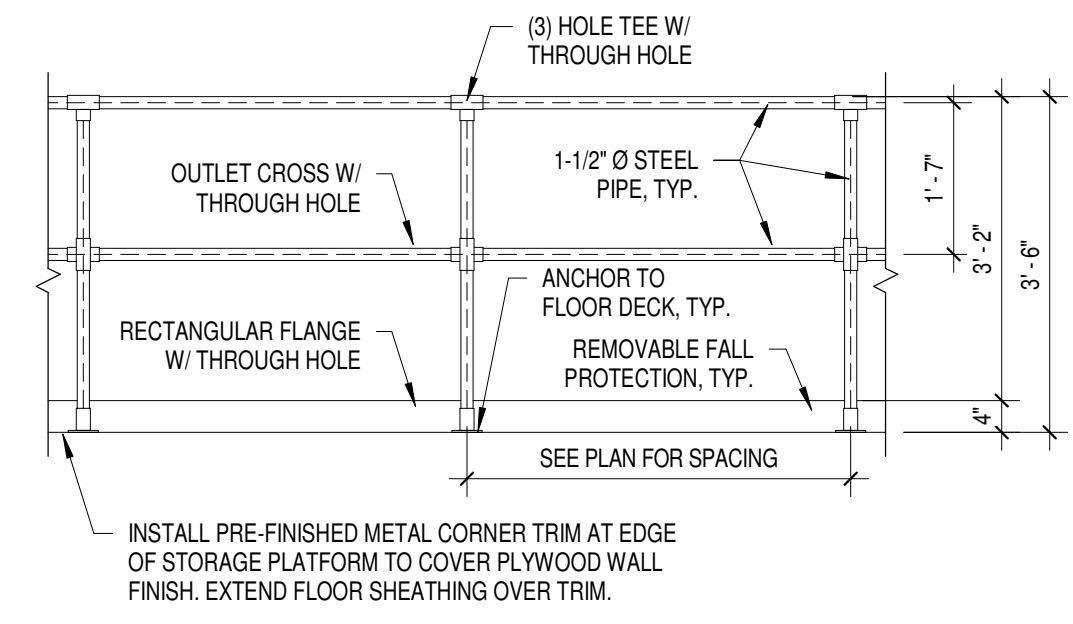 (3) HOLE TEE W/
THROUGH HOLE
OUTLET CROSS W/
THROUGH HOLE
1-1/2" Ø STEEL
PIPE, TYP.
1' - 7"
3' - 2"
3' - 6"
ANCHOR TO
FLOOR DECK, TYP.
RECTANGULAR FLANGE
W/ THROUGH HOLE
REMOVABLE FALL
PROTECTION, TYP.
4"
SEE PLAN FOR SPACING
INSTALL PRE-FINISHED METAL CORNER TRIM AT EDGE
OF STORAGE PLATFORM TO COVER PLYWOOD WALL
FINISH. EXTEND FLOOR SHEATHING OVER TRIM.